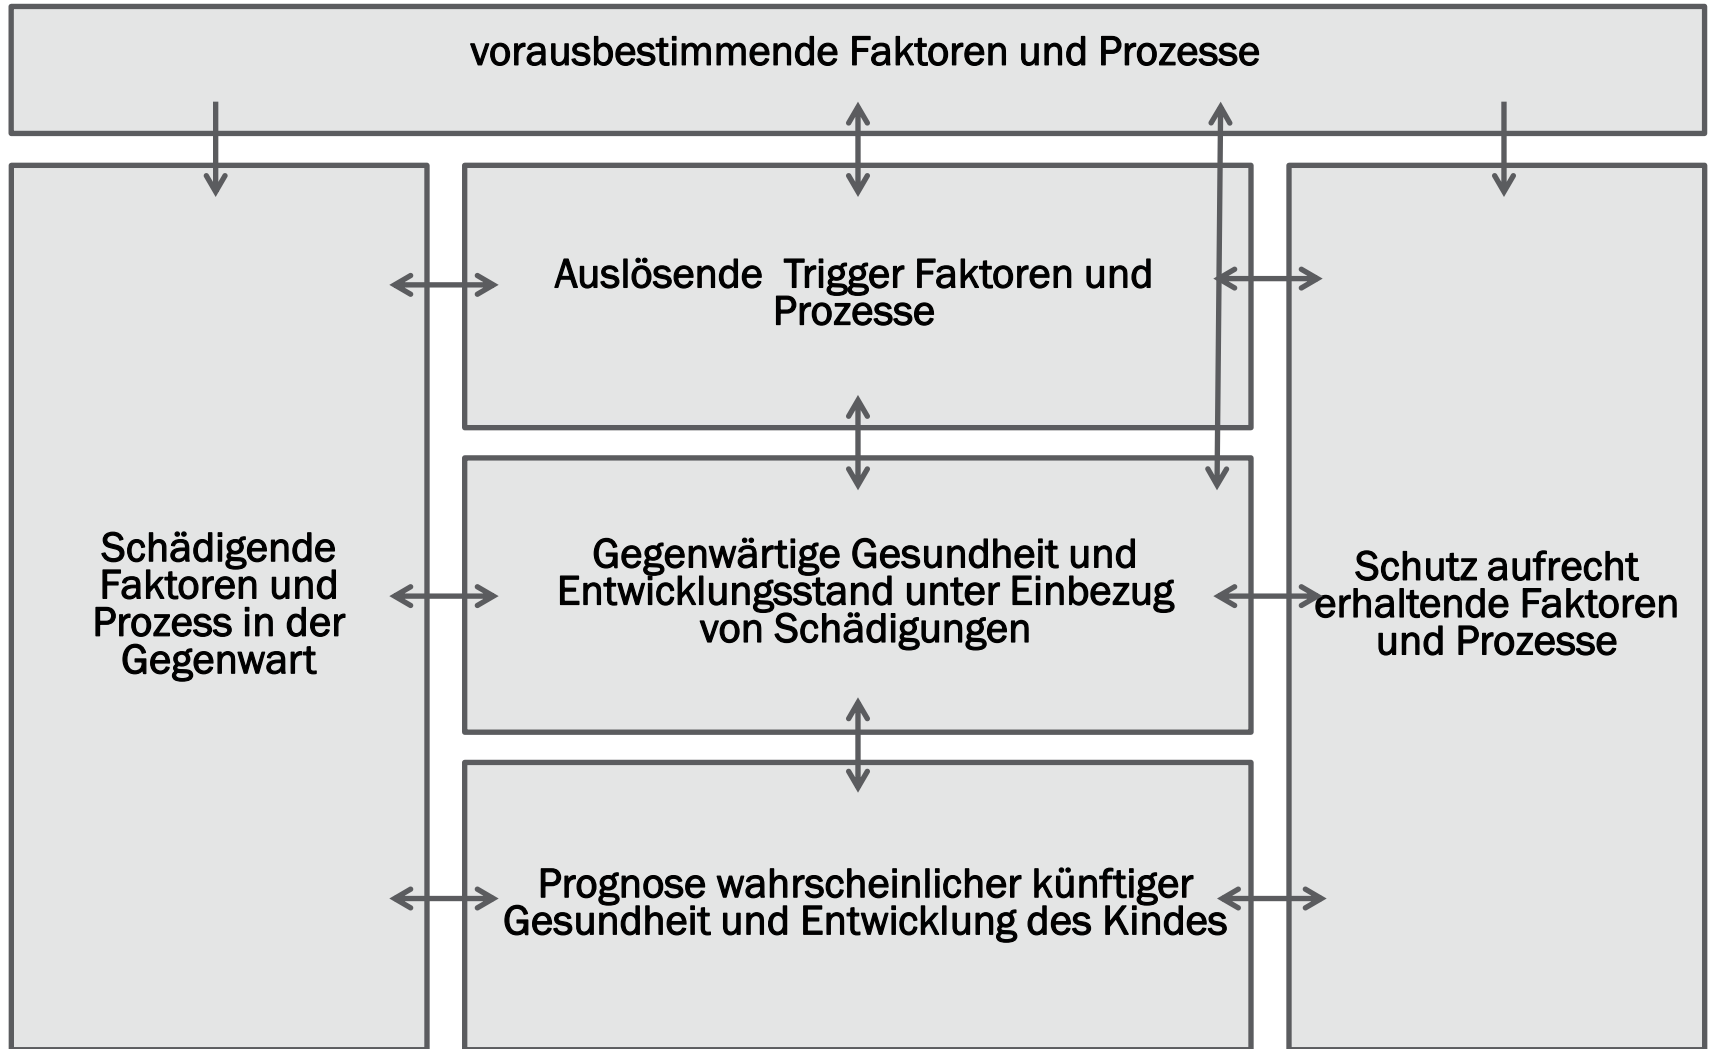 vorausbestimmende Faktoren und Prozesse
Auslösende  Trigger Faktoren und
Prozesse
Schädigende
Faktoren und
Prozess in der
Gegenwart
Gegenwärtige Gesundheit und
Entwicklungsstand unter Einbezug
von Schädigungen
Schutz aufrecht
erhaltende Faktoren
und Prozesse
Prognose wahrscheinlicher künftiger
Gesundheit und Entwicklung des Kindes